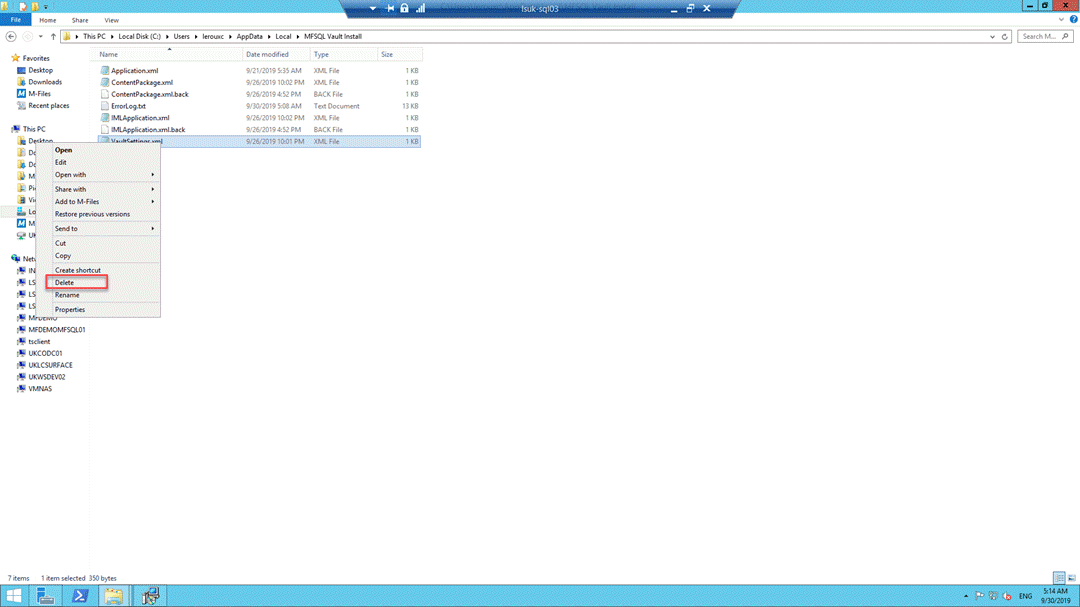 lsuk-sql03
File Home Share View
This PC Local Disk (C:) Users lerouxc AppData Local MFSQL Vault Install
Search M...
Name Date modified Type Size
Favorites
Desktop
Downloads
M-Files
Recent places
Application.xml 9/21/2019 5:35 AM XML File 1 KB
ContentPackage.xml 9/26/2019 10:02 PM XML File 1 KB
ContentPackage.xml.back 9/26/2019 4:52 PM BACK File 1 KB
ErrorLog.txt 9/30/2019 5:08 AM Text Document 13 KB
IMLApplication.xml 9/26/2019 10:02 PM XML File 1 KB
IMLApplication.xml.back 9/26/2019 4:52 PM BACK File 1 KB
VaultSettings.xml 9/26/2019 10:01 PM XML File 1 KB
This PC
Desktop
Do
Do
M
Pi
Vi
Lo
M
UK
Open
Edit
Open with
Share with
Add to M-Files
Restore previous versions
Send to
Cut
Copy
Create shortcut
Delete
Rename
Properties
Netw
IN
LS
LS
LS
MFDEMO
MFDEMOMFSQL01
tsclient
UKCODC01
UKLCSURFACE
UKWSDEV02
VMNAS
7 items 1 item selected 350 bytes
ENG
5:14 AM
9/30/2019